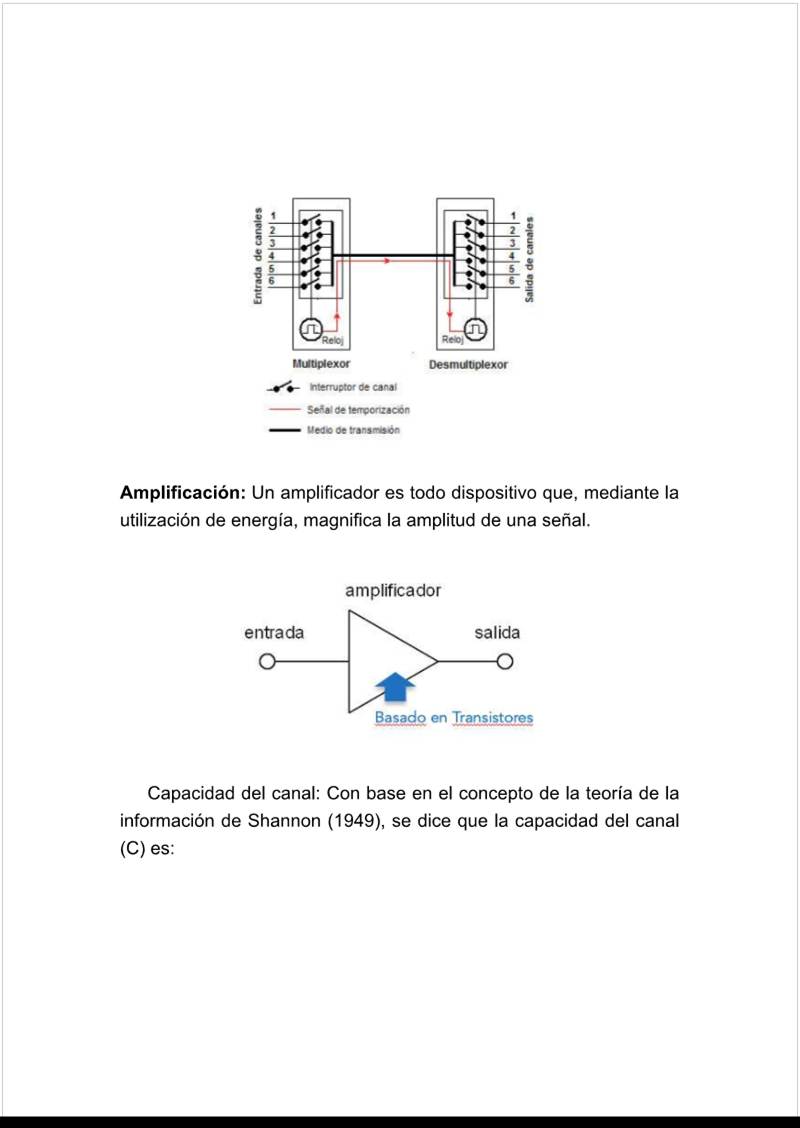 Entrada de canales
1
2
3
4
5
6
Reloj
Multiplexor
1
2
3
4
5
6
Salida de canales
Reloj
Desmultiplexor
Interruptor de canal
Señal de temporización
Medio de transmisión
Amplificación: Un amplificador es todo dispositivo que, mediante la
utilización de energía, magnifica la amplitud de una señal.
amplificador
entrada
salida
Basado en Transistores
Capacidad del canal: Con base en el concepto de la teoría de la
información de Shannon (1949), se dice que la capacidad del canal
(C) es: